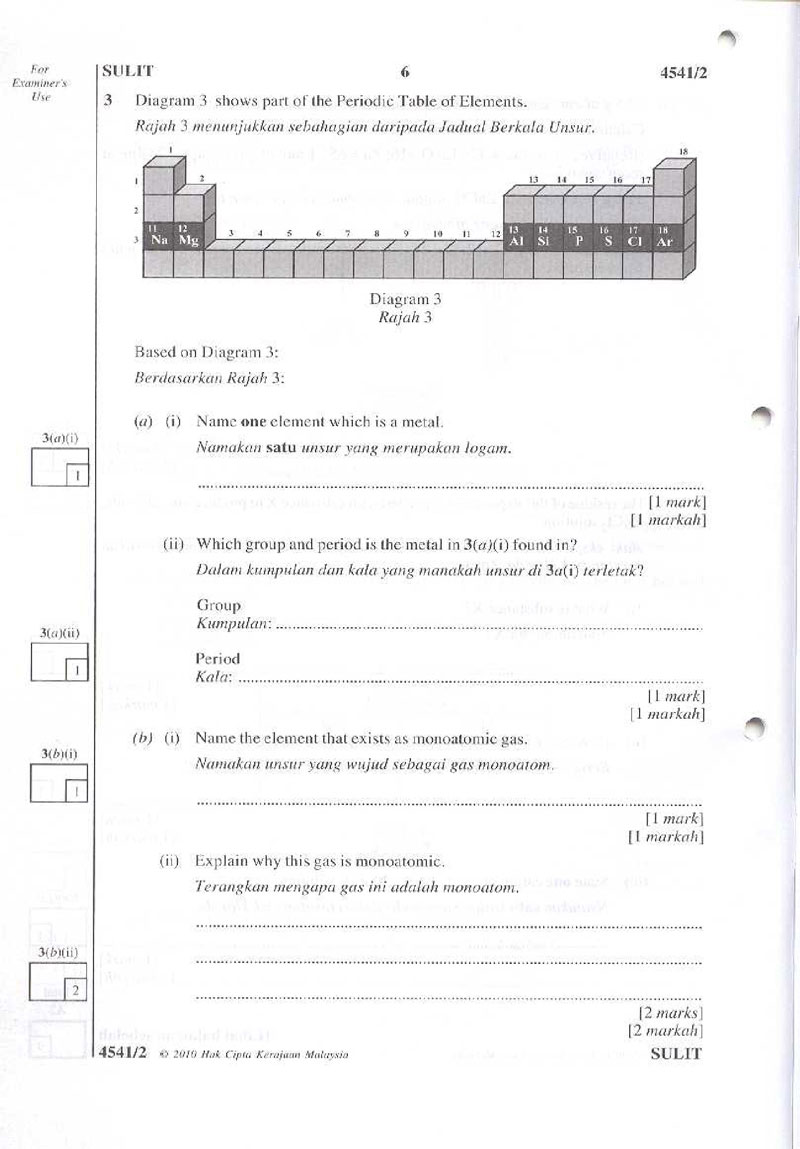 For
Examiner's
Use
SULIT 6 4541/2
3 Diagram 3 shows part of the Periodic Table of Elements.
Rajah 3 menunjukkan sebahagian daripada Jadual Berkala Unsur.
1 18
1 2 13 14 15 16 17
2
3 4 5 6 7 8 9 10 11 12
3 11 12 13 14 15 16 17 18
Na Mg Al Si P S Cl Ar
Diagram 3
Rajah 3
Based on Diagram 3:
Berdasarkan Rajah 3:
(a) (i) Name one element which is a metal.
3(a)(i)
Namakan satu unsur yang merupakan logam.
1
[1 mark]
[1 markah]
(ii) Which group and period is the metal in 3(a)(i) found in?
Dalam kumpulan dan kala yang manakah unsur di 3a(i) terletak?
Group
Kumpulan: ................................................
3(a)(ii)
Period
1
Kala: ................................................
[1 mark]
[1 markah]
(b) (i) Name the element that exists as monoatomic gas.
3(b)(i)
Namakan unsur yang wujud sebagai gas monoatom.
1
[1 mark]
[1 markah]
(ii) Explain why this gas is monoatomic.
Terangkan mengapa gas ini adalah monoatom.
3(b)(ii)
2
[2 marks]
[2 markah]
4541/2 © 2010 Hak Cipta Kerajaan Malaysia SULIT